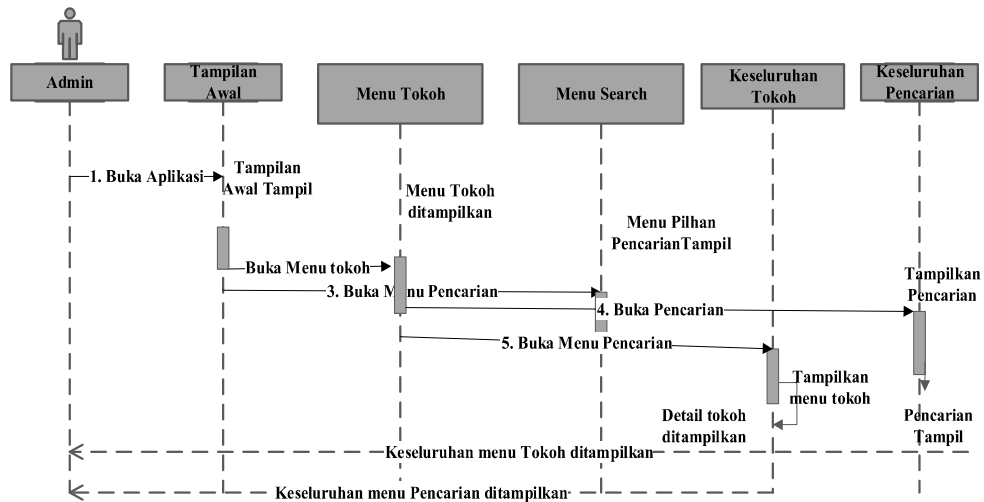 Admin
Tampilan
Awal
Menu Tokoh
Menu Search
Keseluruhan
Tokoh
Keseluruhan
Pencarian
1. Buka Aplikasi
Tampilan
Awal Tampil
Menu Tokoh
ditampilkan
Menu Pilhan
PencarianTampil
Buka Menu tokoh
3. Buka Menu Pencarian
Tampilkan
Pencarian
4. Buka Pencarian
5. Buka Menu Pencarian
Tampilkan
menu tokoh
Detail tokoh
ditampilkan
Pencarian
Tampil
Keseluruhan menu Tokoh ditampilkan
Keseluruhan menu Pencarian ditampilkan